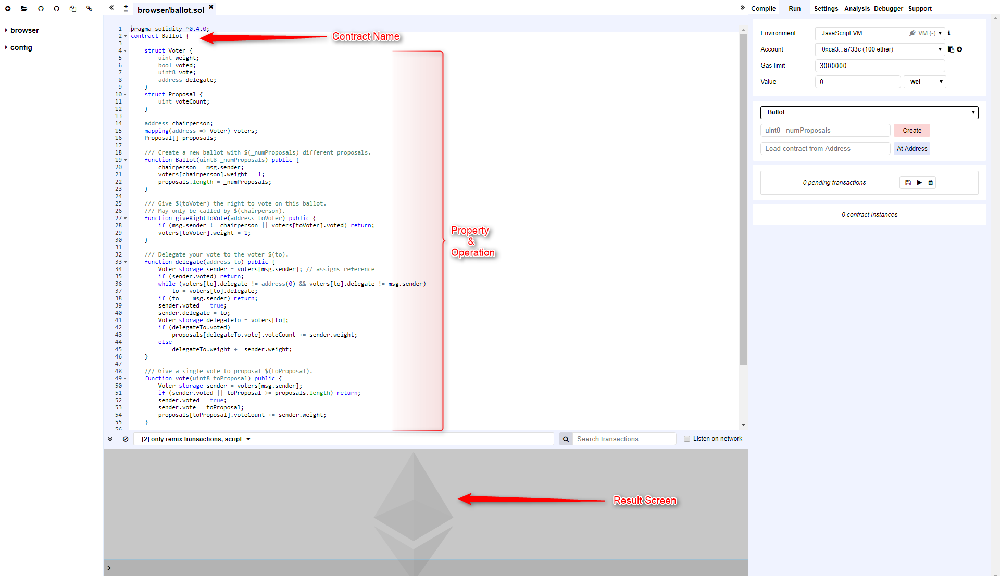 browser/ballot.sol
Compile Run Settings Analysis Debugger Support
browser
config
1 pragma solidity ^0.4.0;
2 contract Ballot {
3
4 struct Voter {
5 uint weight;
6 bool voted;
7 uint8 vote;
8 address delegate;
9 }
10 struct Proposal {
11 uint voteCount;
12 }
13
14 address chairperson;
15 mapping(address => Voter) voters;
16 Proposal[] proposals;
17
18 /// Create a new ballot with $(_numProposals) different proposals.
19 function Ballot(uint8 _numProposals) public {
20 chairperson = msg.sender;
21 voters[chairperson].weight = 1;
22 proposals.length = _numProposals;
23 }
24
25 /// Give $(toVoter) the right to vote on this ballot.
26 /// May only be called by $(chairperson).
27 function giveRightToVote(address toVoter) public {
28 if (msg.sender != chairperson || voters[toVoter].voted) return;
29 voters[toVoter].weight = 1;
30 }
31
32 /// Delegate your vote to the voter $(to).
33 function delegate(address to) public {
34 Voter storage sender = voters[msg.sender]; // assigns reference
35 if (sender.voted) return;
36 while (voters[to].delegate != address(0) && voters[to].delegate != msg.sender)
37 to = voters[to].delegate;
38 if (to == msg.sender) return;
39 sender.voted = true;
40 sender.delegate = to;
41 Voter storage delegateTo = voters[to];
42 if (delegateTo.voted)
43 proposals[delegateTo.vote].voteCount += sender.weight;
44 else
45 delegateTo.weight += sender.weight;
46 }
47
48 /// Give a single vote to proposal $(toProposal).
49 function vote(uint8 toProposal) public {
50 Voter storage sender = voters[msg.sender];
51 if (sender.voted || toProposal >= proposals.length) return;
52 sender.voted = true;
53 sender.vote = toProposal;
54 proposals[toProposal].voteCount += sender.weight;
55 }
56
Contract Name
Property
&
Operation
[2] only remix transactions, script
Search transactions
Listen on network
Result Screen
>
Environment JavaScript VM VM (-)
Account 0xca3...a733c (100 ether)
Gas limit 3000000
Value 0 wei
Ballot
uint8 _numProposals Create
Load contract from Address At Address
0 pending transactions
0 contract Instances